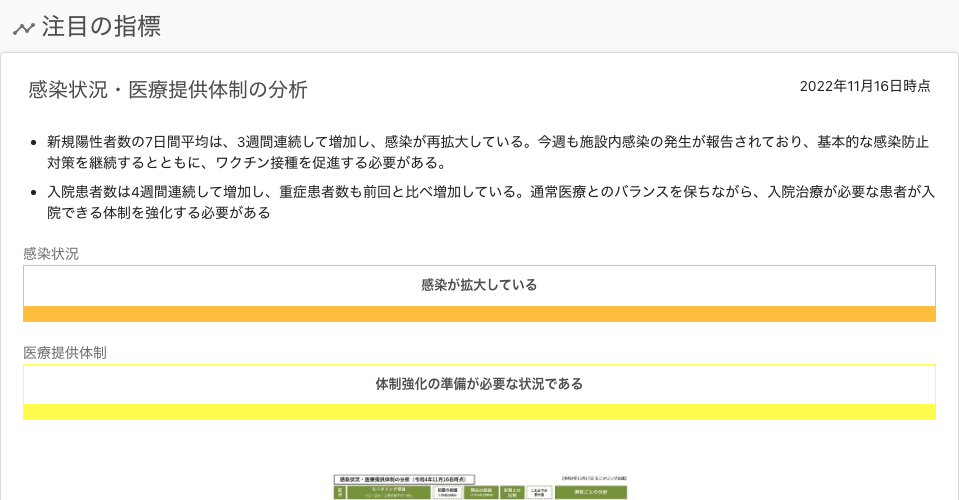 注目の指標
感染状況・医療提供体制の分析
2022年11月16日時点
新規陽性者数の7日間平均は、3週間連続して増加し、感染が再拡大している。今週も施設内感染の発生が報告されており、基本的な感染防止
対策を継続するとともに、ワクチン接種を促進する必要がある。
入院患者数は4週間連続して増加し、重症患者数も前回と比べ増加している。通常医療とのバランスを保ちながら、入院治療が必要な患者が入
院できる体制を強化する必要がある
感染状況
感染が拡大している
医療提供体制
体制強化の準備が必要な状況である
感染状況・医療提供体制の分析（令和4年11月16日時点）